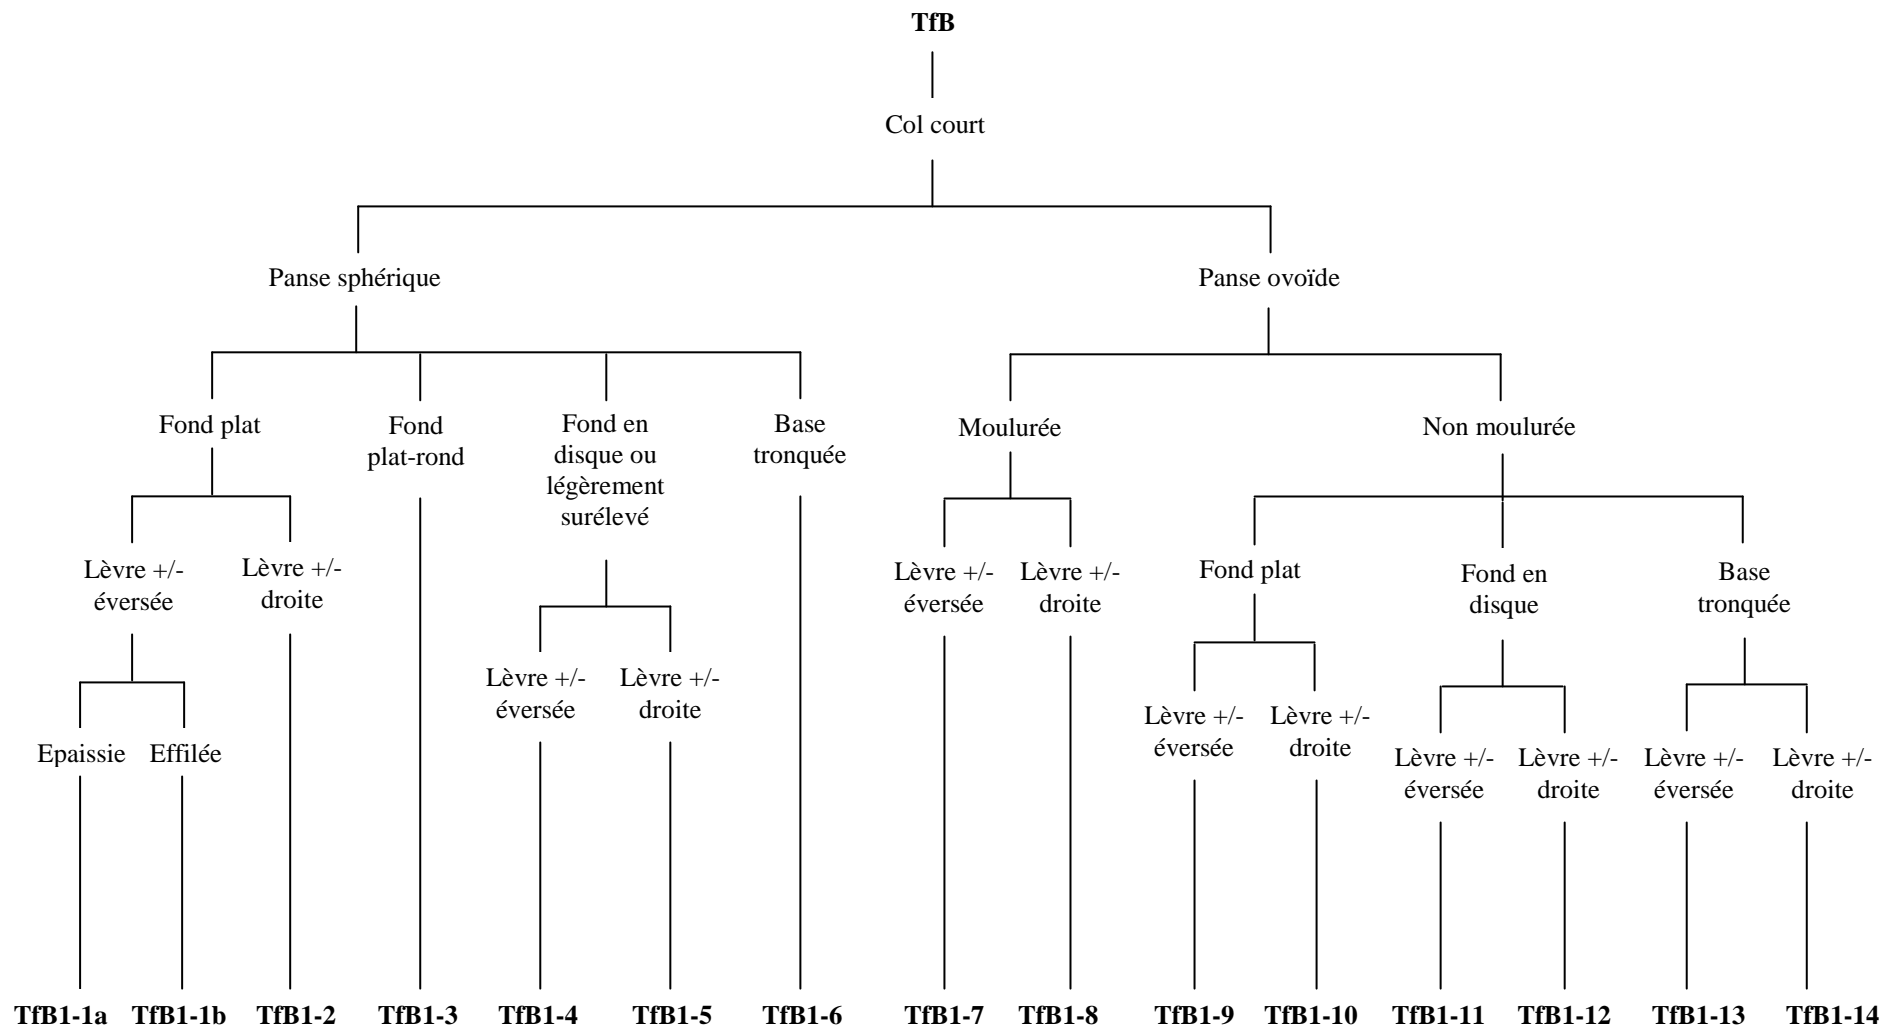 TfB
Col court
Panse sphérique
Panse ovoïde
Fond plat
Fond
plat-rond
Fond en
disque ou
légèrement
surélevé
Base
tronquée
Moulurée
Non moulurée
Lèvre +/-
éversée
Lèvre +/-
droite
Lèvre +/-
éversée
Lèvre +/-
droite
Fond plat
Fond en
disque
Base
tronquée
Lèvre +/-
éversée
Lèvre +/-
droite
Lèvre +/-
éversée
Lèvre +/-
droite
Epaissie
Effilée
Lèvre +/-
éversée
Lèvre +/-
droite
Lèvre +/-
éversée
Lèvre +/-
droite
TfB1-1a
TfB1-1b
TfB1-2
TfB1-3
TfB1-4
TfB1-5
TfB1-6
TfB1-7
TfB1-8
TfB1-9
TfB1-10
TfB1-11
TfB1-12
TfB1-13
TfB1-14